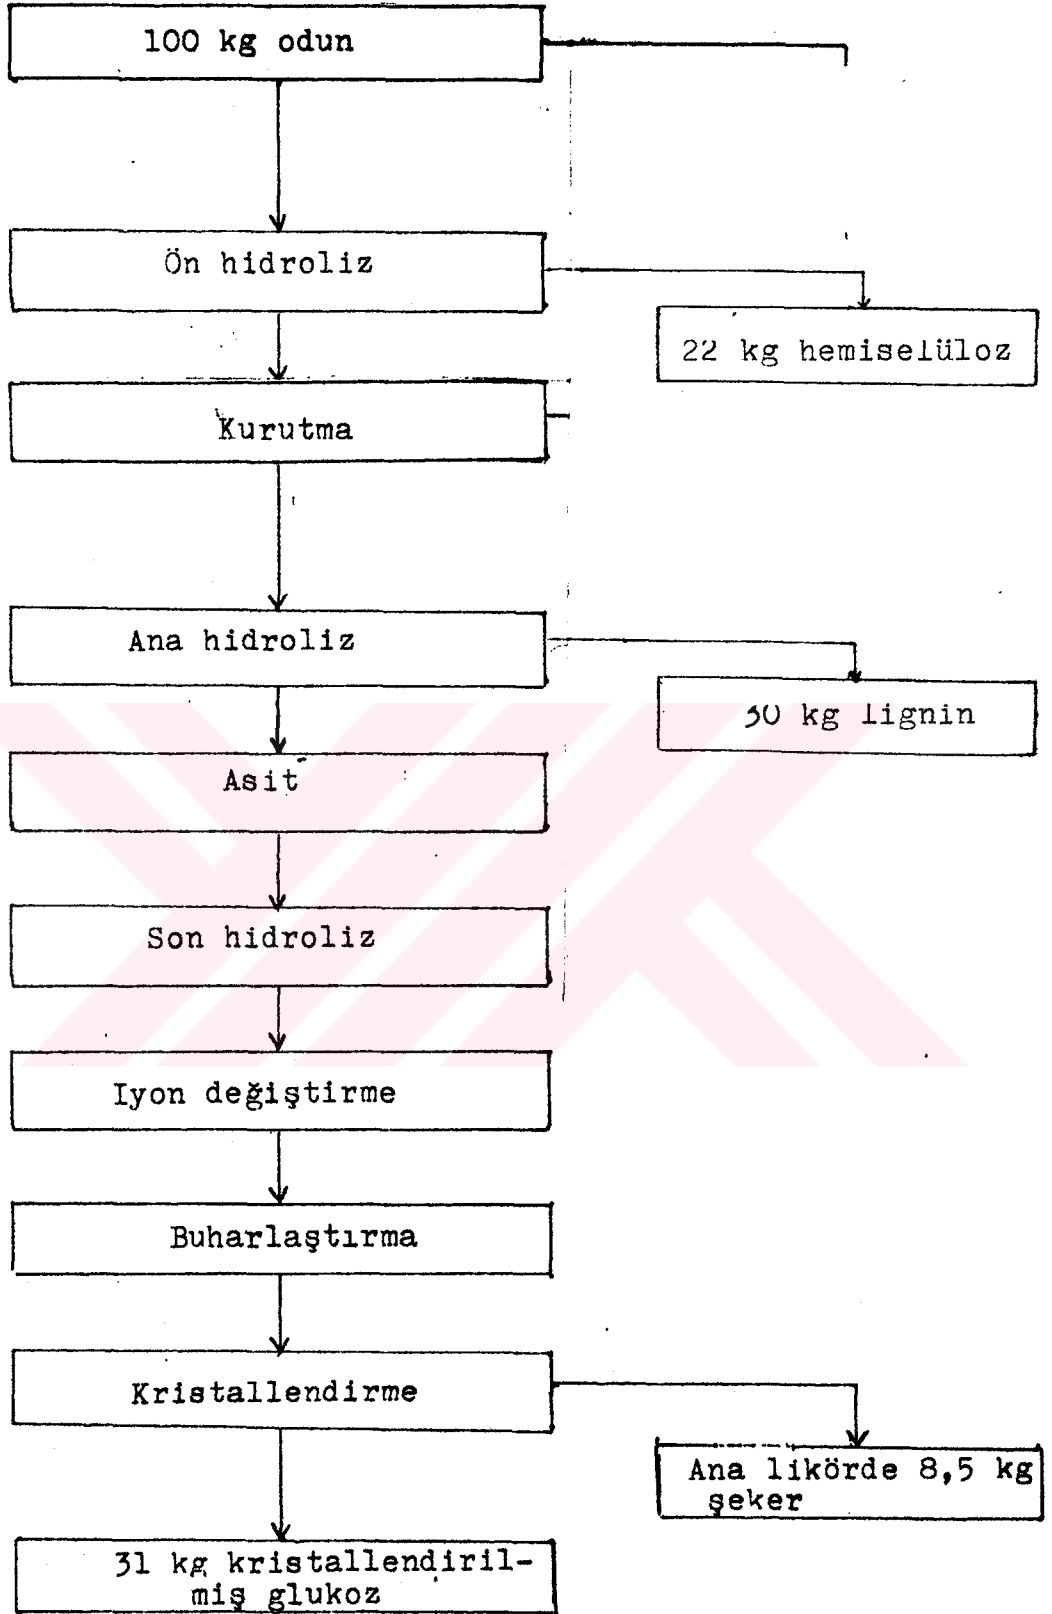 100 kg odun
Ön hidroliz
22 kg hemiselüloz
Kurutma
Ana hidroliz
30 kg lignin
Asit
Son hidroliz
Iyon değiştirme
Buharlaştırma
Kristallendirme
Ana likörde 8,5 kg
şeker
31 kg kristallendiril-
miş glukoz